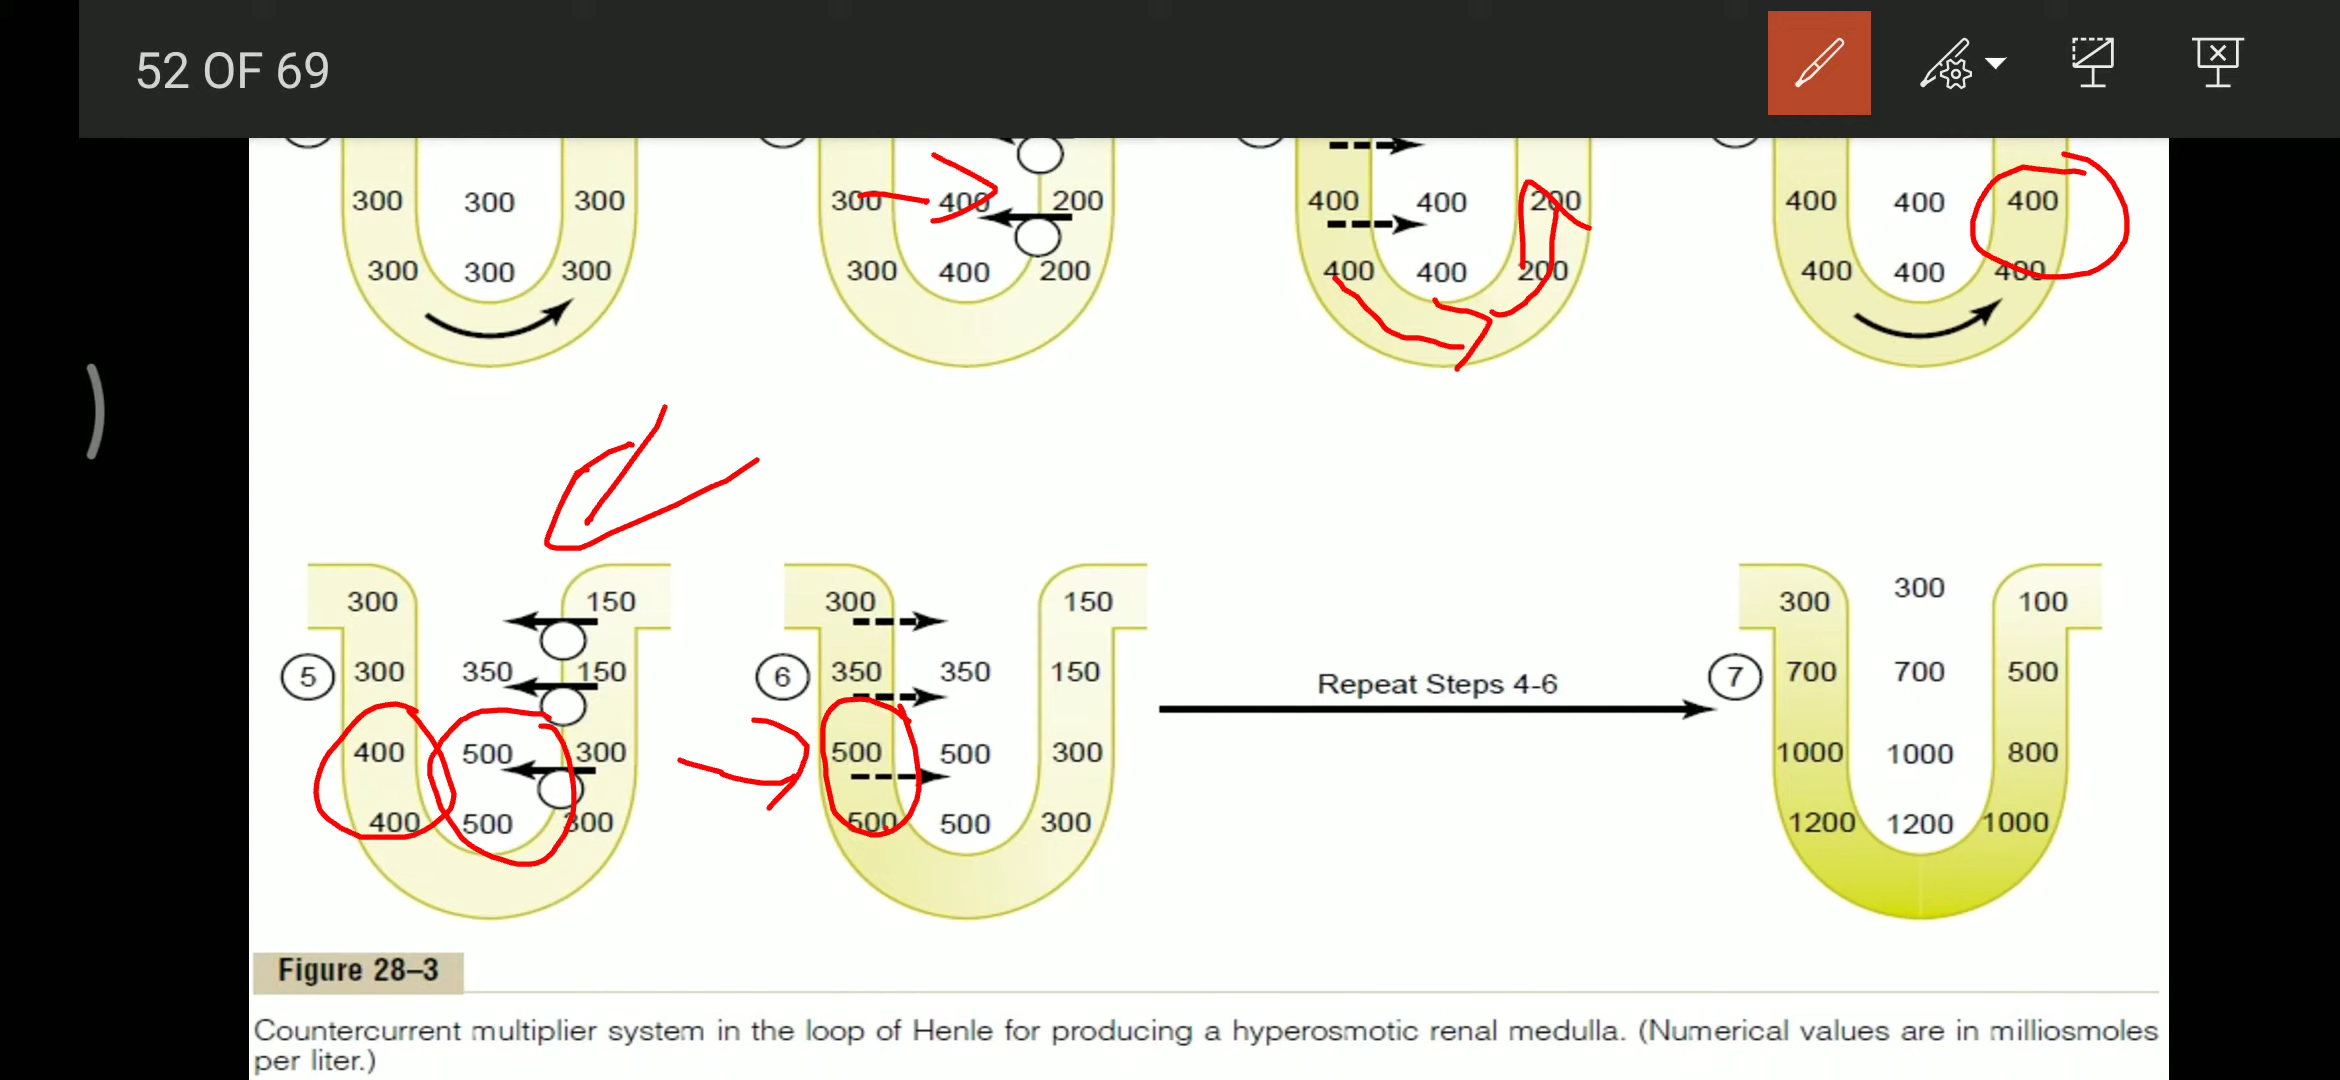 52 OF 69
300 300 300 300 400 200 400 400 200 400 400 400
300 300 300 300 400 200 400 400 200 400 400 400
300 150 300 150 300 300 100
5 300 350 150 6 350 350 150 Repeat Steps 4-6 7 700 700 500
400 500 300 500 500 300 1000 1000 800
400 500 300 500 500 300 1200 1200 1000
Figure 28–3
Countercurrent multiplier system in the loop of Henle for producing a hyperosmotic renal medulla. (Numerical values are in milliosmoles
per liter.)